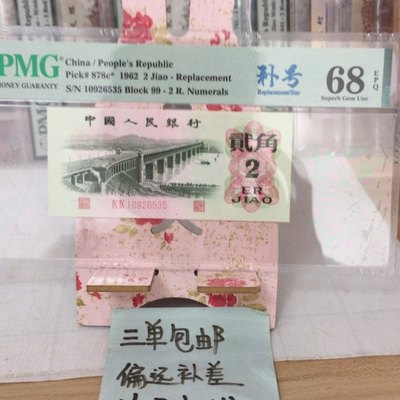 PMG
MONEY GUARANTY
China / People's Republic
Pick# 878c* 1962 2 Jiao - Replacement
S/N 10926535 Block 99 - 2 R. Numerals
补号
Replacement/Star
68
EPQ
Superb Gem Unc
中国人民银行
贰角
2
ER
JIAO
10926535
三单包邮
偏远补差